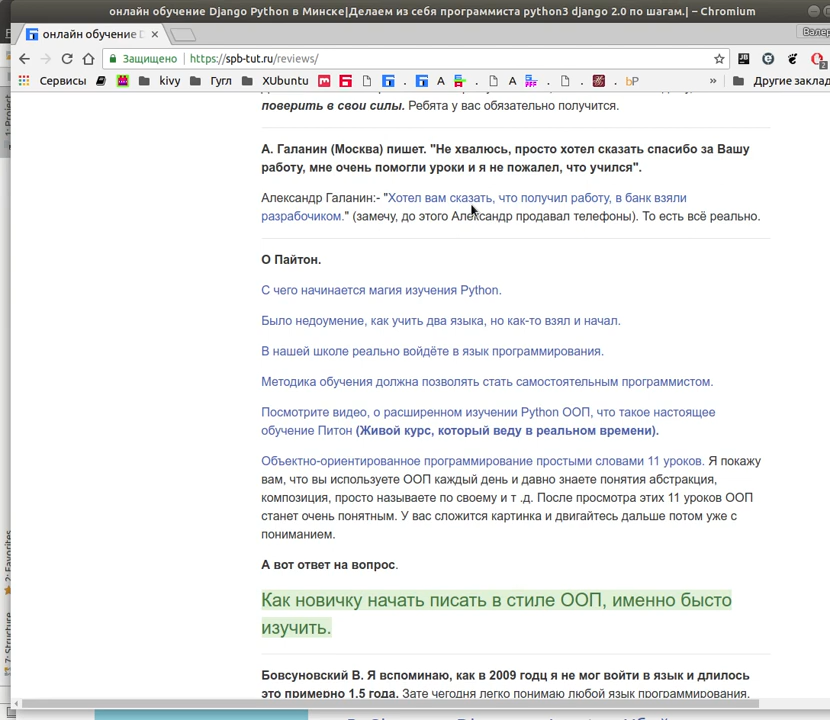 онлайн обучение Django Python в Минске|Делаем из себя программиста python3 django 2.0 по шагам.| – Chromium
онлайн обучение D
Валер
Защищено
https://spb-tut.ru/reviews/
Сервисы
kivy
Гугл
XUbuntu
A
A
bP
»
Другие заклад
поверить в свои силы. Ребята у вас обязательно получится.
А. Галанин (Москва) пишет. "Не хвалюсь, просто хотел сказать спасибо за Вашу
работу, мне очень помогли уроки и я не пожалел, что учился".
Александр Галанин:- "Хотел вам сказать, что получил работу, в банк взяли
разрабочиком." (замечу, до этого Александр продавал телефоны). То есть всё реально.
О Пайтон.
С чего начинается магия изучения Python.
Было недоумение, как учить два языка, но как-то взял и начал.
В нашей школе реально войдёте в язык программирования.
Методика обучения должна позволять стать самостоятельным программистом.
Посмотрите видео, о расширенном изучении Python ООП, что такое настоящее
обучение Питон (Живой курс, который веду в реальном времени).
Объектно-ориентированное программирование простыми словами 11 уроков. Я покажу
вам, что вы используете ООП каждый день и давно знаете понятия абстракция,
композиция, просто называете по своему и т .д. После просмотра этих 11 уроков ООП
станет очень понятным. У вас сложится картинка и двигайтесь дальше потом уже с
пониманием.
А вот ответ на вопрос.
Как новичку начать писать в стиле ООП, именно бысто
изучить.
Бовсуновский В. Я вспоминаю, как в 2009 годц я не мог войти в язык и длилось
это примерно 1,5 года. Зате чегодня легко понимаю любой язык программирования.
1: Project
2: Favorites
7: Structure